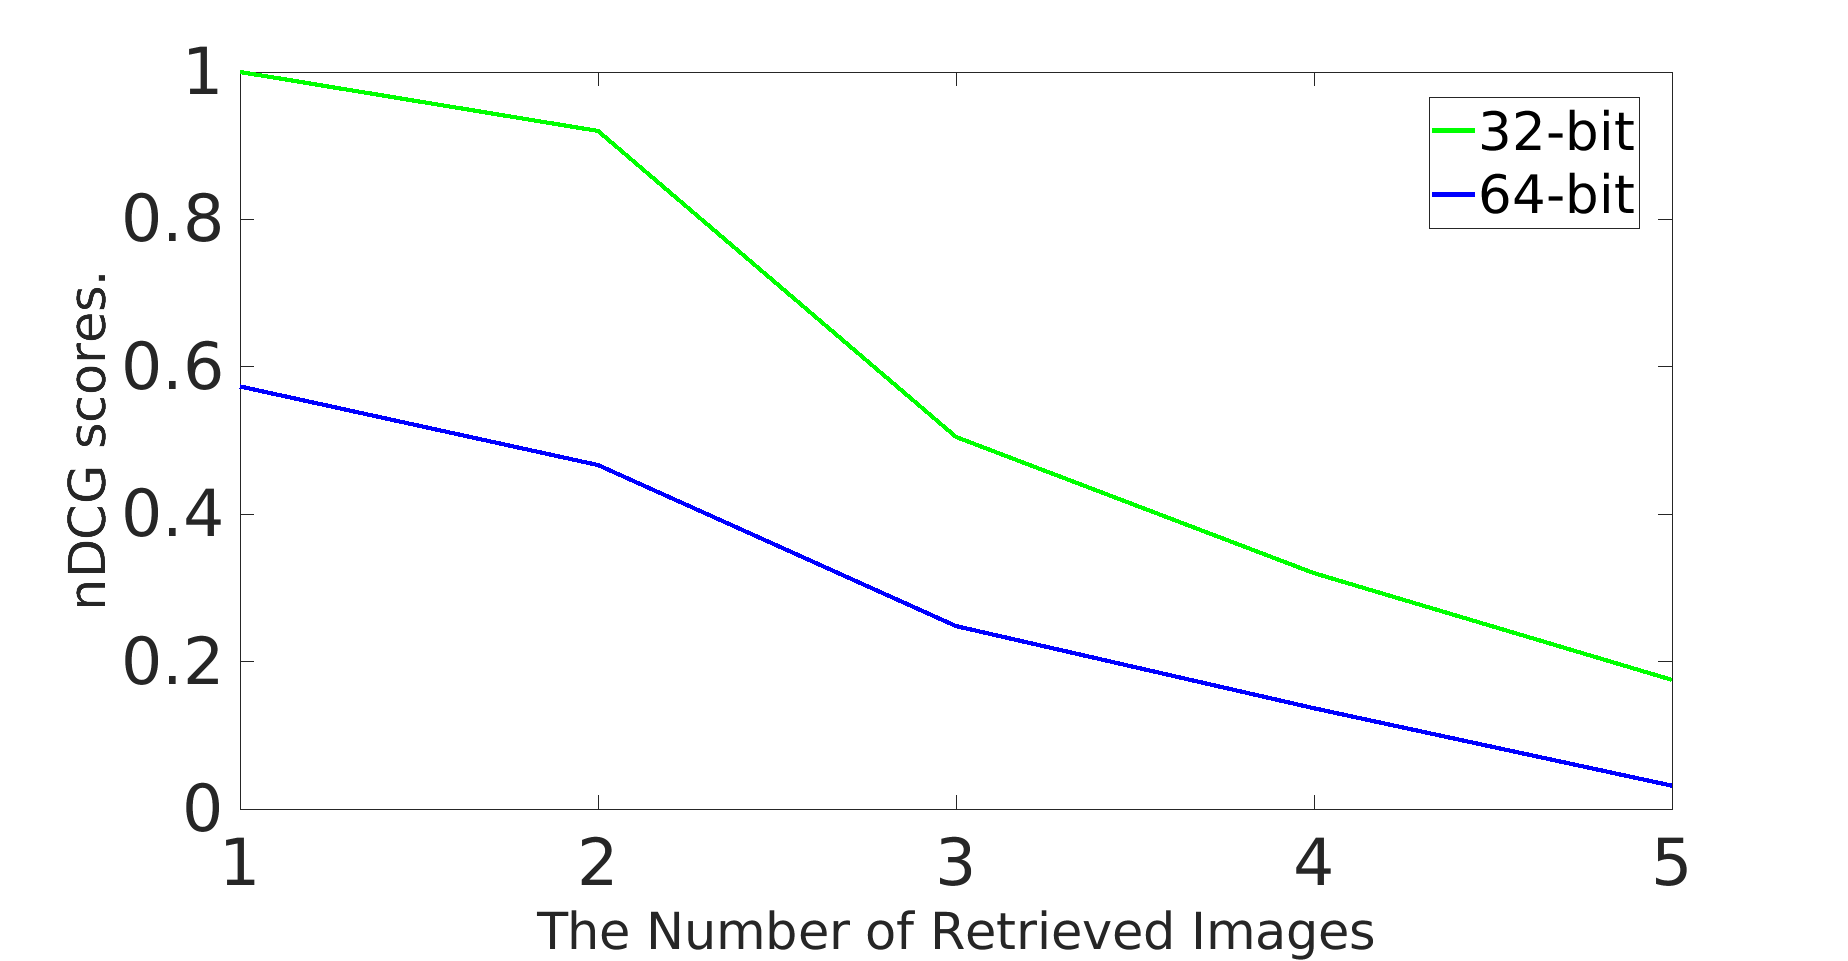 1
0.8
0.6
0.4
0.2
0
nDCG scores.
32-bit
64-bit
1 2 3 4 5
The Number of Retrieved Images